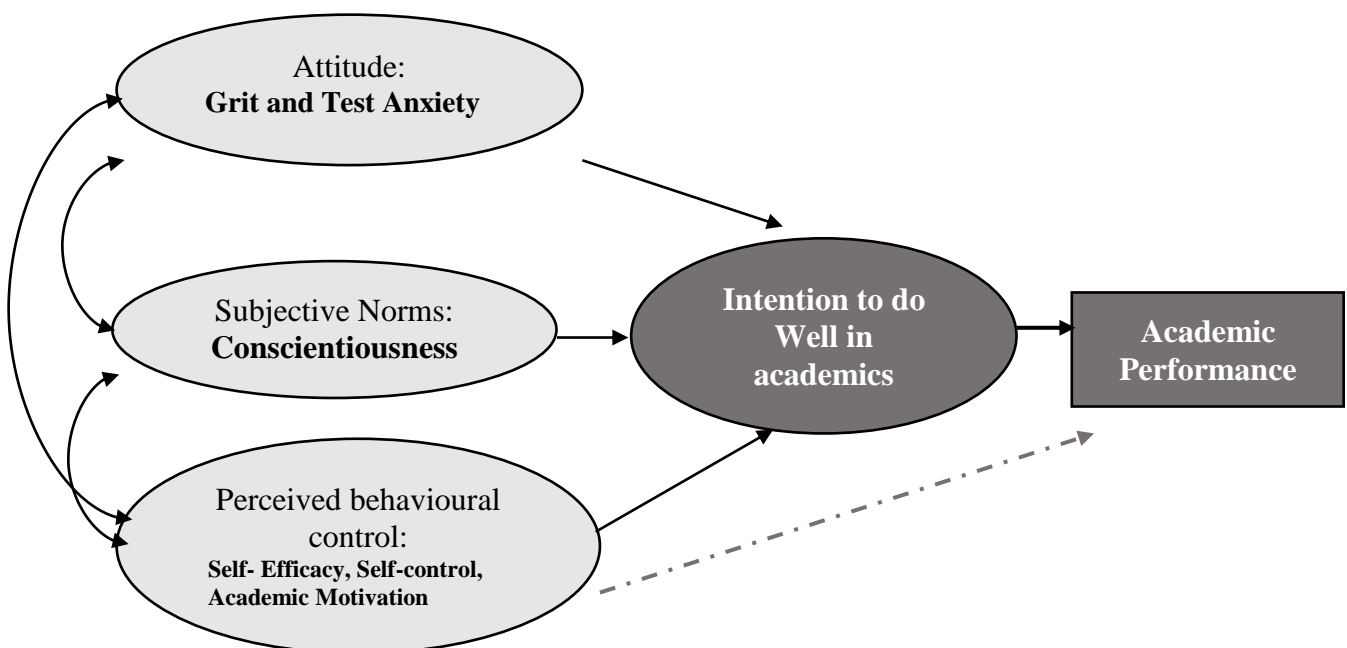 Attitude:
Grit and Test Anxiety
Subjective Norms:
Conscientiousness
Perceived behavioural
control:
Self- Efficacy, Self-control,
Academic Motivation
Intention to do
Well in
academics
Academic
Performance